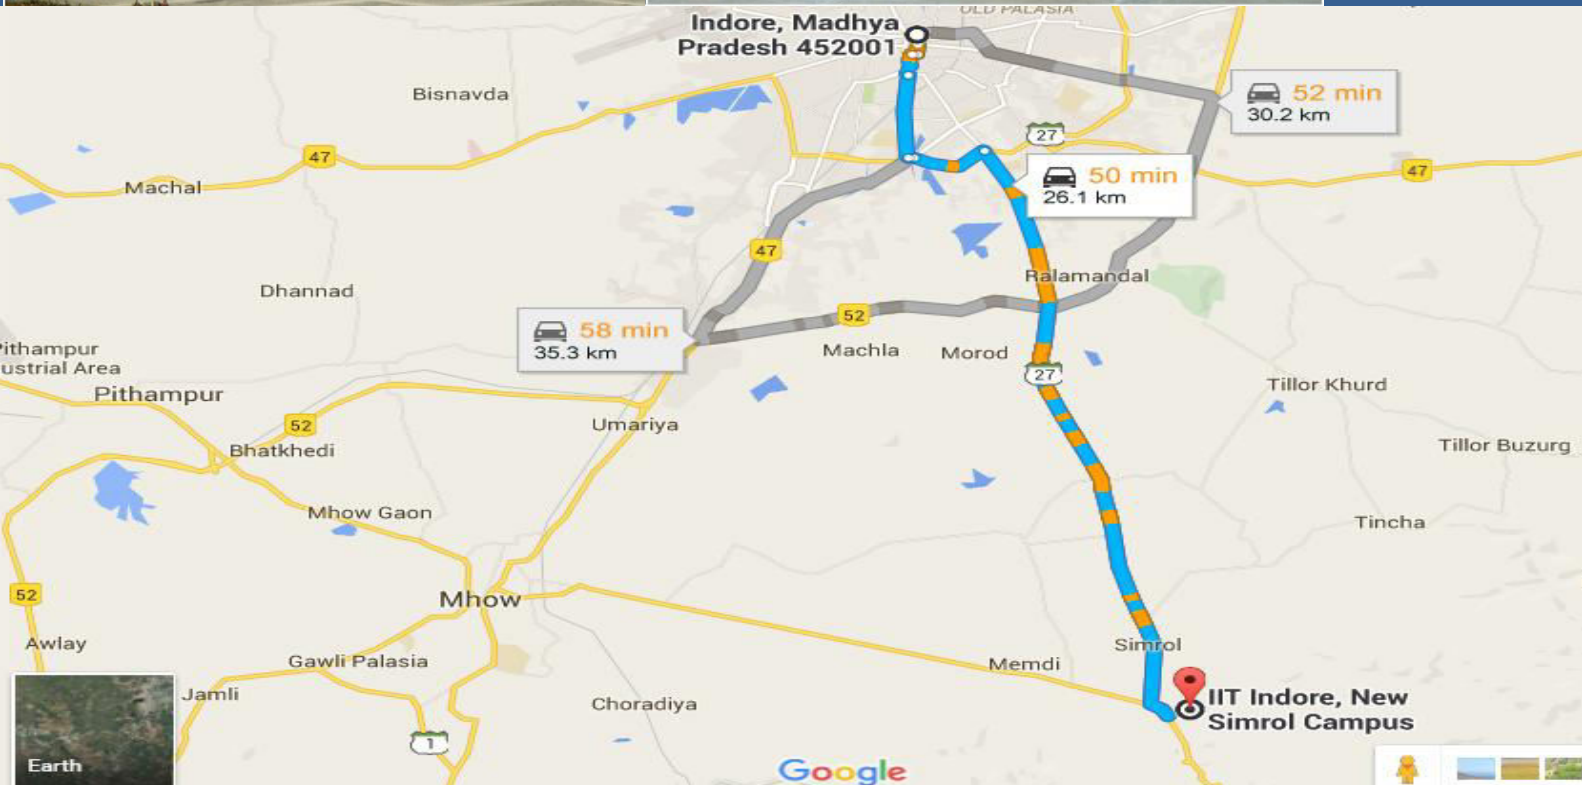 OLD PALASIA
Indore, Madhya
Pradesh 452001
52 min
30.2 km
Bisnavda
27
47
47
50 min
26.1 km
Machal
47
Ralamandal
Dhannad
52
58 min
35.3 km
Machla
Morod
Pithampur
ustrial Area
27
Tillor Khurd
Pithampur
52
Umariya
Bhatkhedi
Tillor Buzurg
Mhow Gaon
Tincha
52
Mhow
Awlay
Simrol
Gawli Palasia
Memdi
Jamli
Choradiya
IIT Indore, New
Simrol Campus
1
Earth
Google